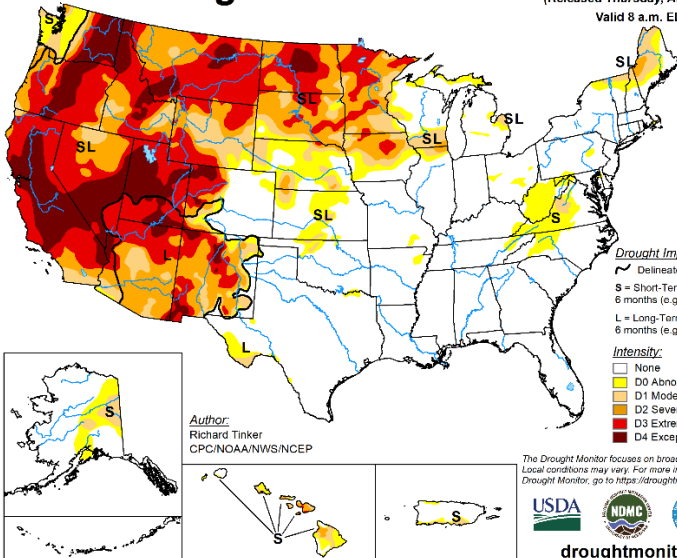 (Released Thursday, A
Valid 8 a.m. E
S
SL
SL
SL
SL
SL
SL
S
L
L
Drought Im
Delineate
S = Short-Ter
6 months (e.g
L = Long-Term
6 months (e.g
Intensity:
None
D0 Abno
D1 Mode
D2 Seve
D3 Extre
D4 Excep
S
Author:
Richard Tinker
CPC/NOAA/NWS/NCEP
The Drought Monitor focuses on broad
Local conditions may vary. For more i
Drought Monitor, go to https://drought
S
S
USDA
NDMC
droughtmonit